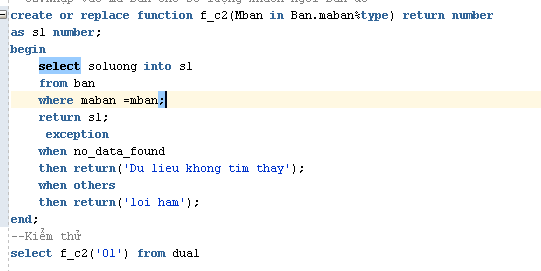 create or replace function f_c2(Mban in Ban.maban%type) return number
as sl number;
begin
select soluong into sl
from ban
where maban =mban;
return sl;
exception
when no_data_found
then return('Du lieu khong tim thay');
when others
then return('loi ham');
end;
--Kiểm thử
select f_c2('01') from dual